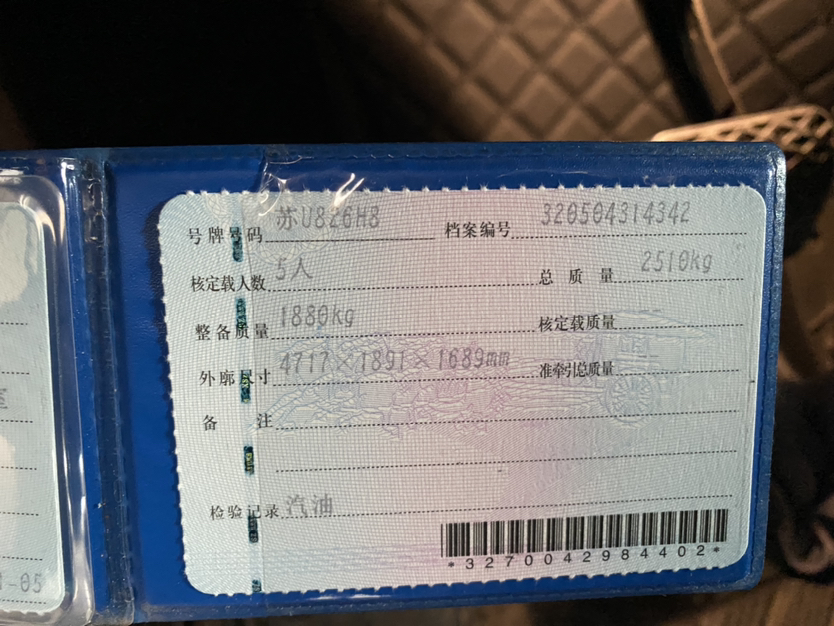 号牌号码 苏U826H8 档案编号 320504314342
核定载人数 5人 总质量 2510kg
整备质量 1880kg 核定载质量
外廓尺寸 4717×1891×1689mm 准牵引总质量
备注
检验记录 汽油
*3270042984402*
-05